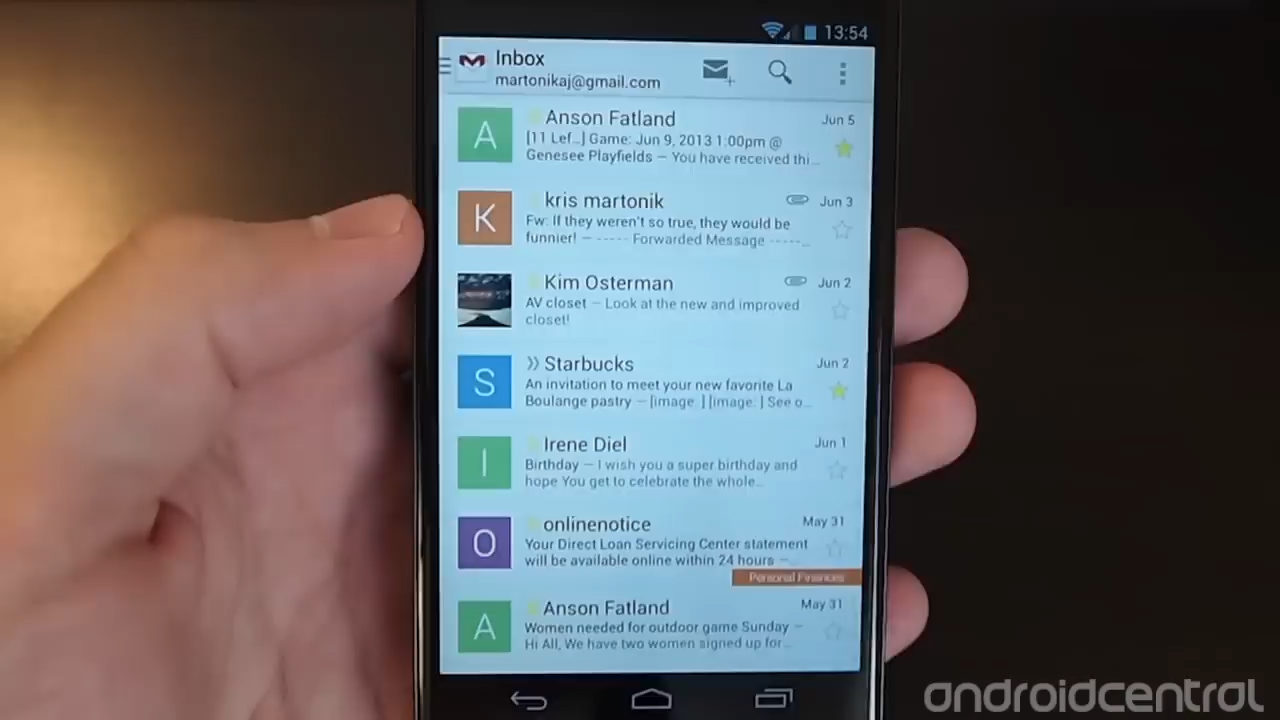 13:54
Inbox
martonikaj@gmail.com
A
Anson Fatland
Jun 5
[11 Lef...] Game: Jun 9, 2013 1:00pm @
Genesee Playfields – You have received thi...
K
kris martonik
Jun 3
Fw: If they weren't so true, they would be
funnier! – ----- Forwarded Message -----...
Kim Osterman
Jun 2
AV closet – Look at the new and improved
closet!
S
» Starbucks
Jun 2
An invitation to meet your new favorite La
Boulange pastry – [image: ] [image: ] See o...
I
Irene Diel
Jun 1
Birthday – I wish you a super birthday and
hope You get to celebrate the whole...
O
onlinenotice
May 31
Your Direct Loan Servicing Center statement
will be available online within 24 hours –
Personal Finances
A
Anson Fatland
May 31
Women needed for outdoor game Sunday –
Hi All, We have two women signed up for...
androidcentral